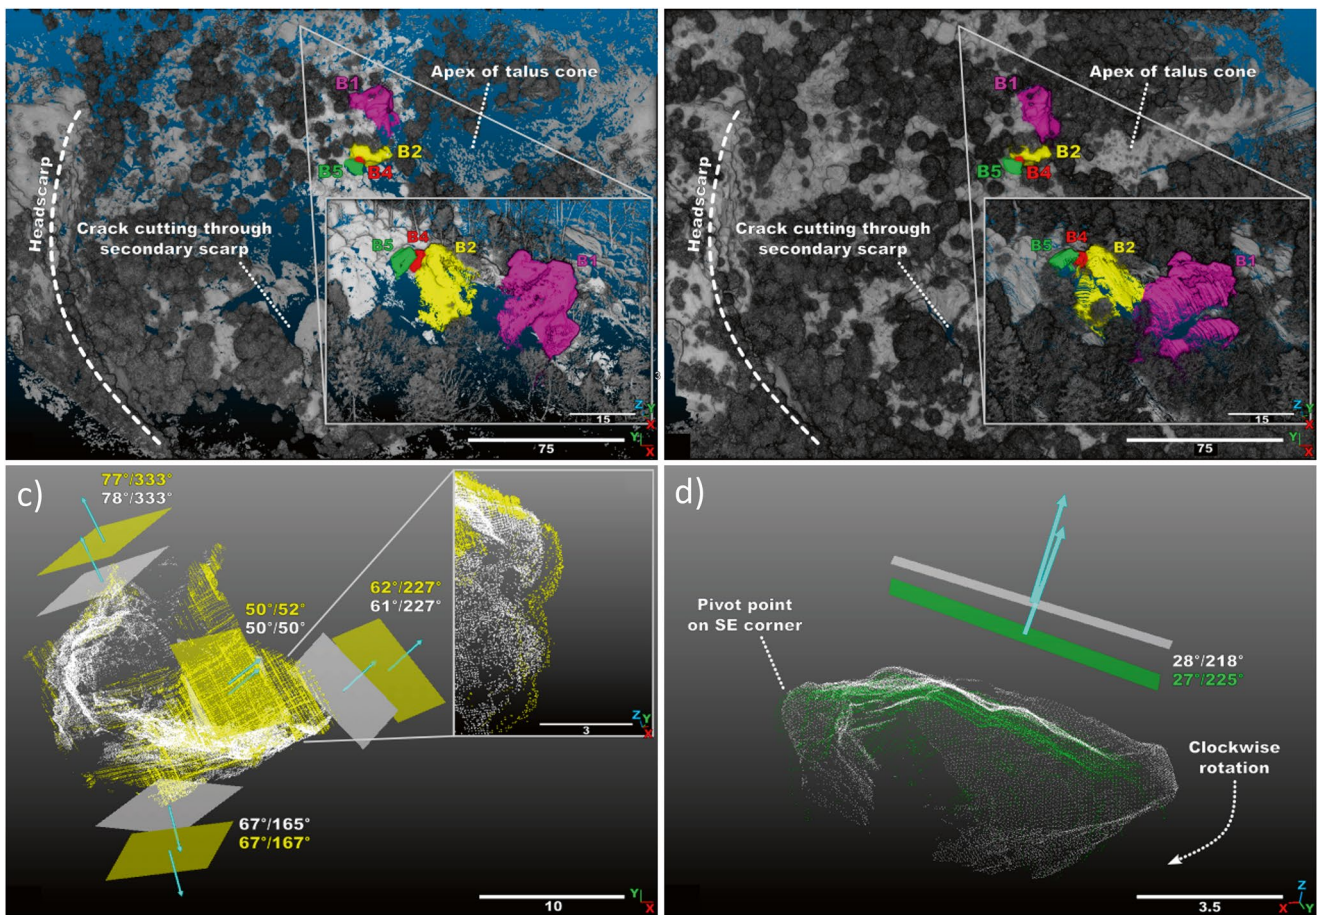 Apex of talus cone
B1
B2
B5
B4
Headscarp
Crack cutting through
secondary scarp
B5
B4
B2
B1
15
Z
Y
X
75
Y
X
Apex of talus cone
B1
B2
B5
B4
Headscarp
Crack cutting through
secondary scarp
B5
B4
B2
B1
15
Z
Y
X
75
Y
X
c)
77°/333°
78°/333°
50°/52°
50°/50°
62°/227°
61°/227°
3
Z
Y
X
67°/165°
67°/167°
10
Y
X
d)
Pivot point
on SE corner
28°/218°
27°/225°
Clockwise
rotation
3.5
Z
X
Y